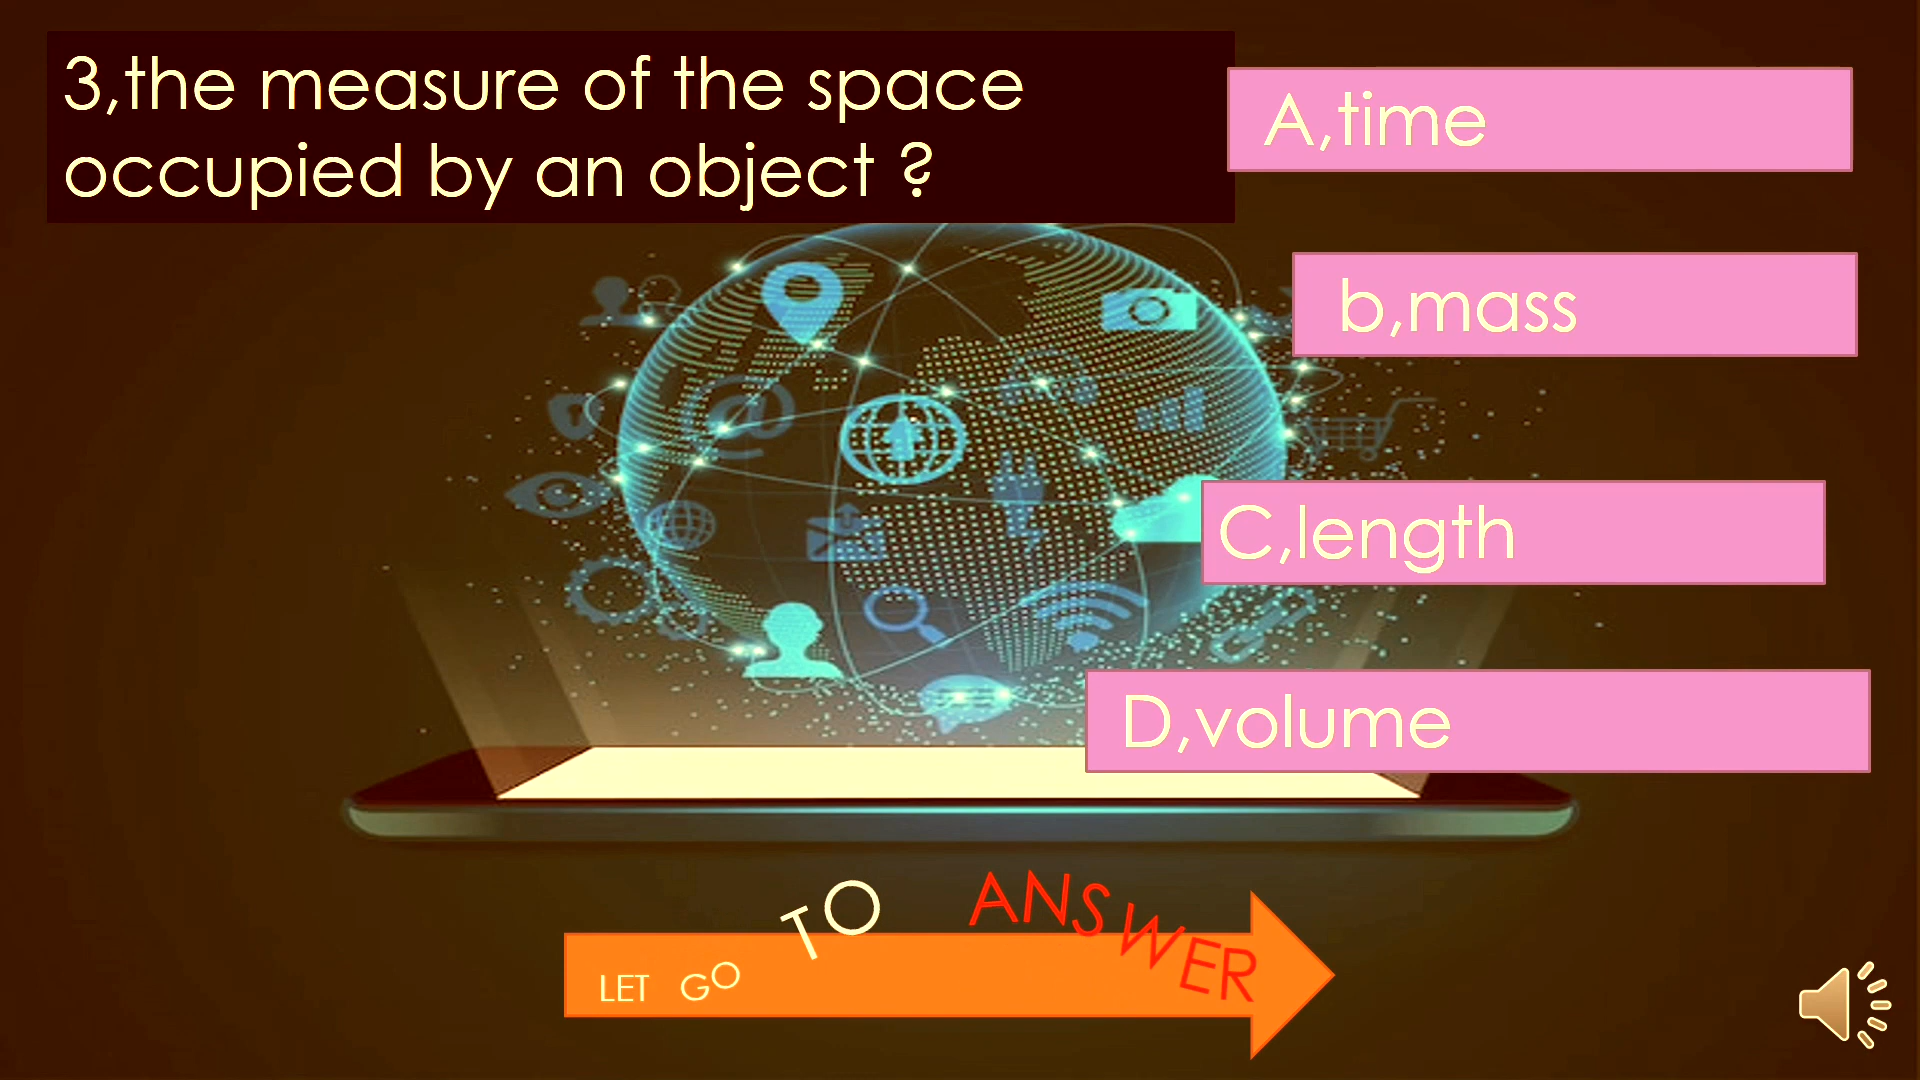 3,the measure of the space
occupied by an object ?
A,time
b,mass
C,length
D,volume
LET GO TO ANSWER